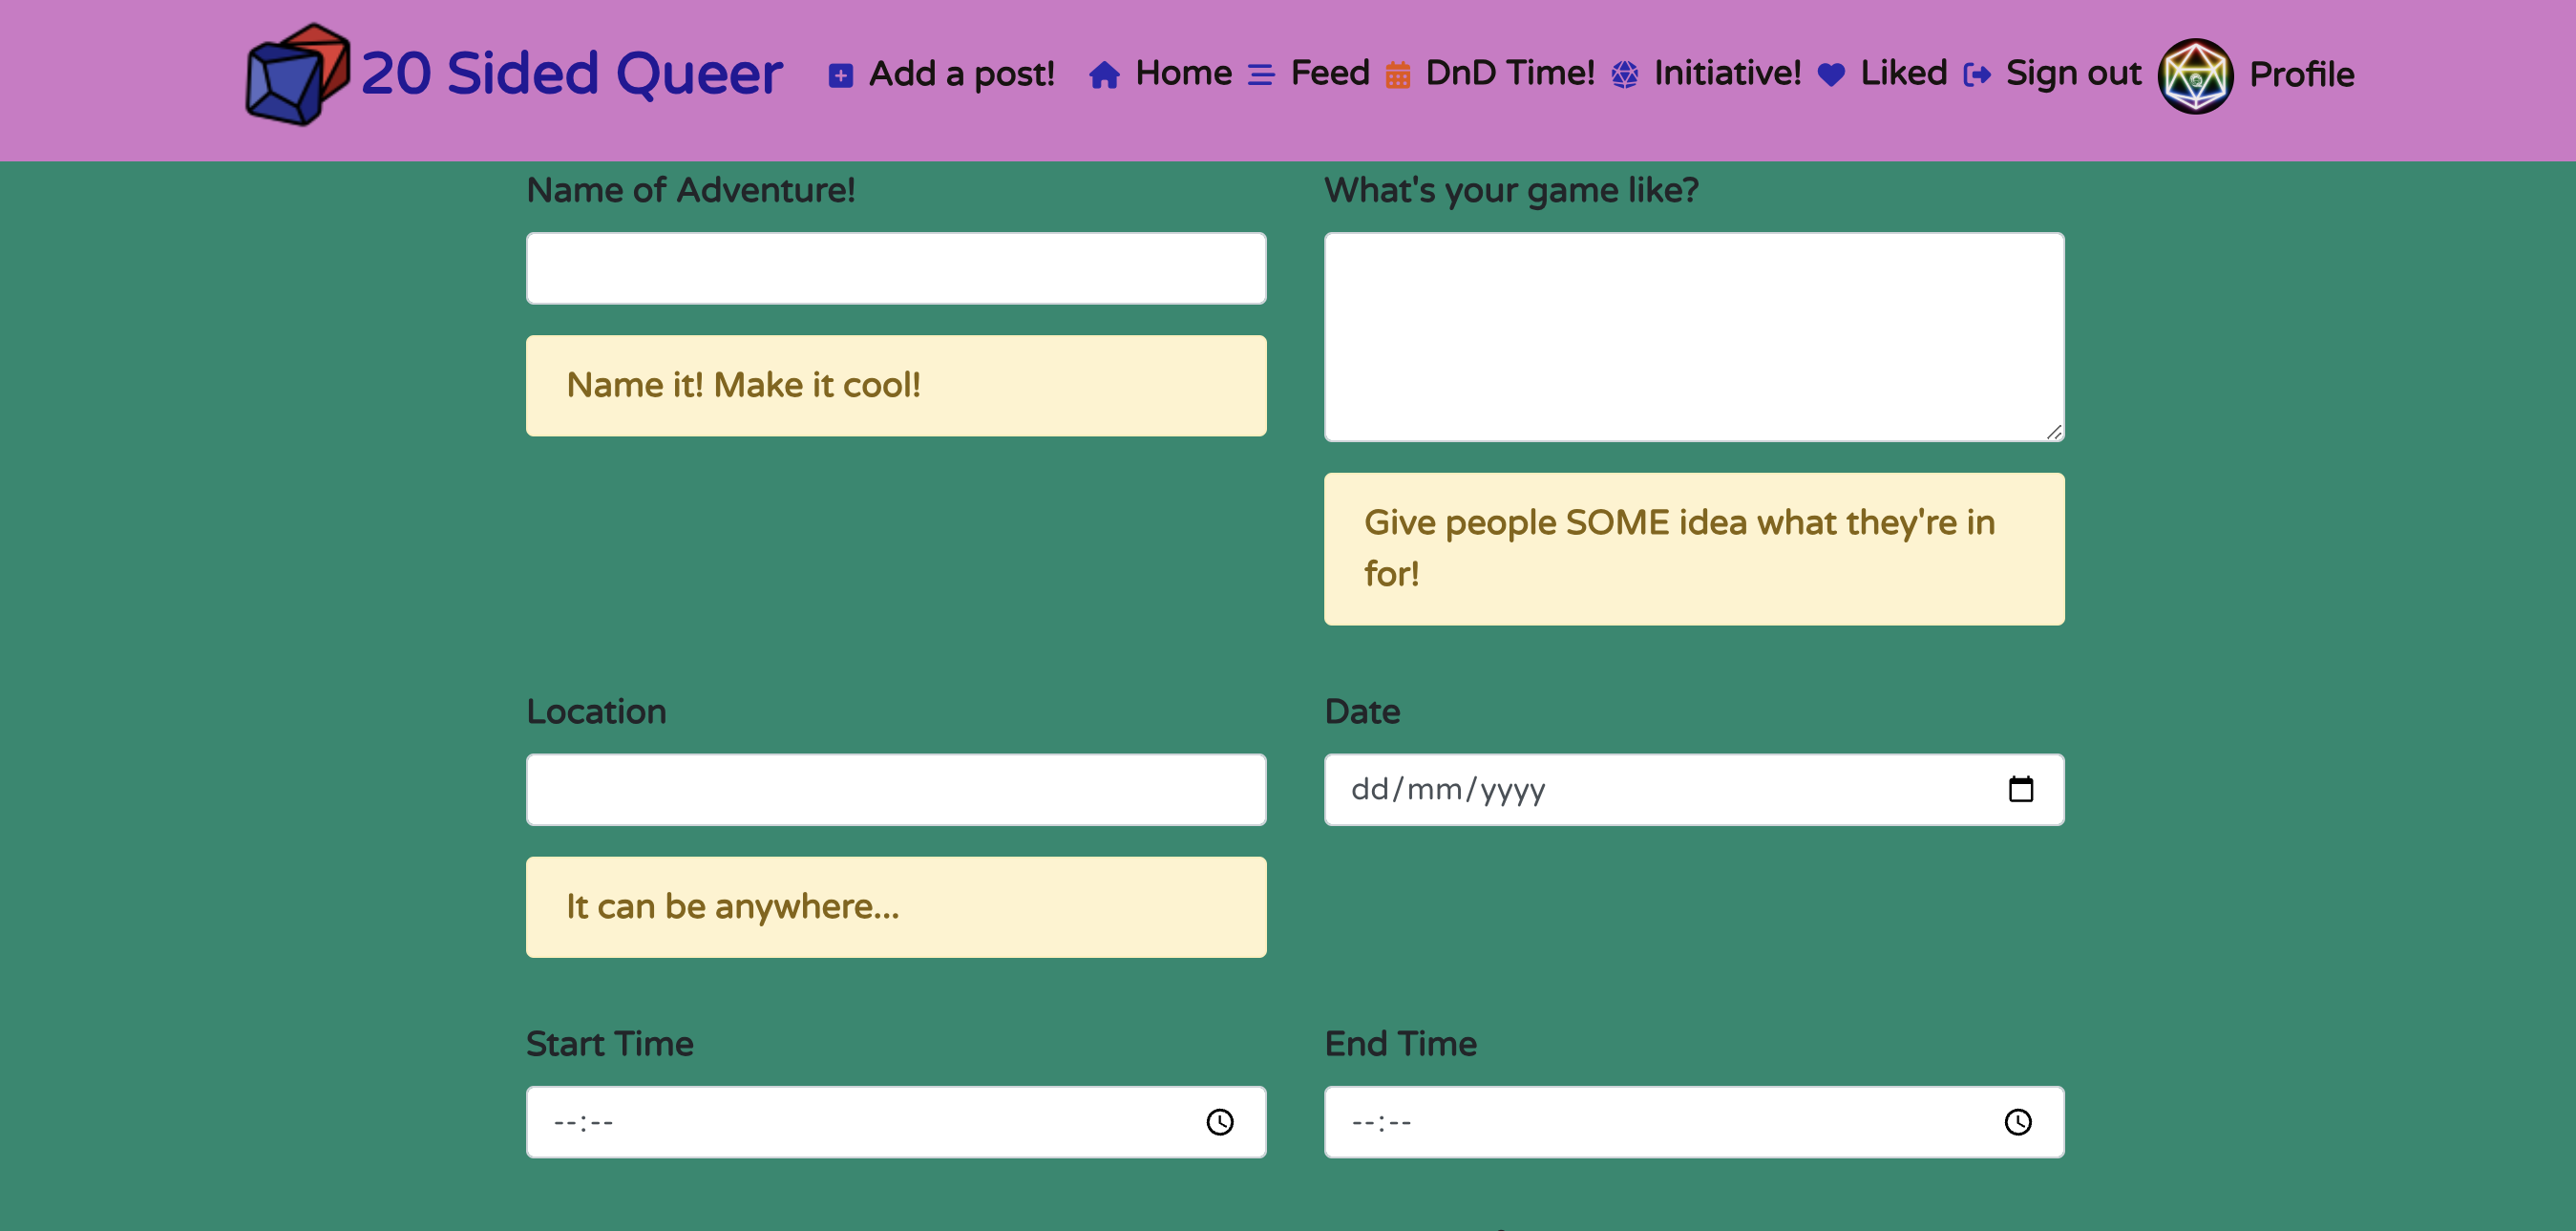 20 Sided Queer Add a post! Home Feed DnD Time! Initiative! Liked Sign out Profile
Name of Adventure!
What's your game like?
Name it! Make it cool!
Give people SOME idea what they're in
for!
Location
Date
dd/mm/yyyy
It can be anywhere...
Start Time
End Time
--:--
--:--